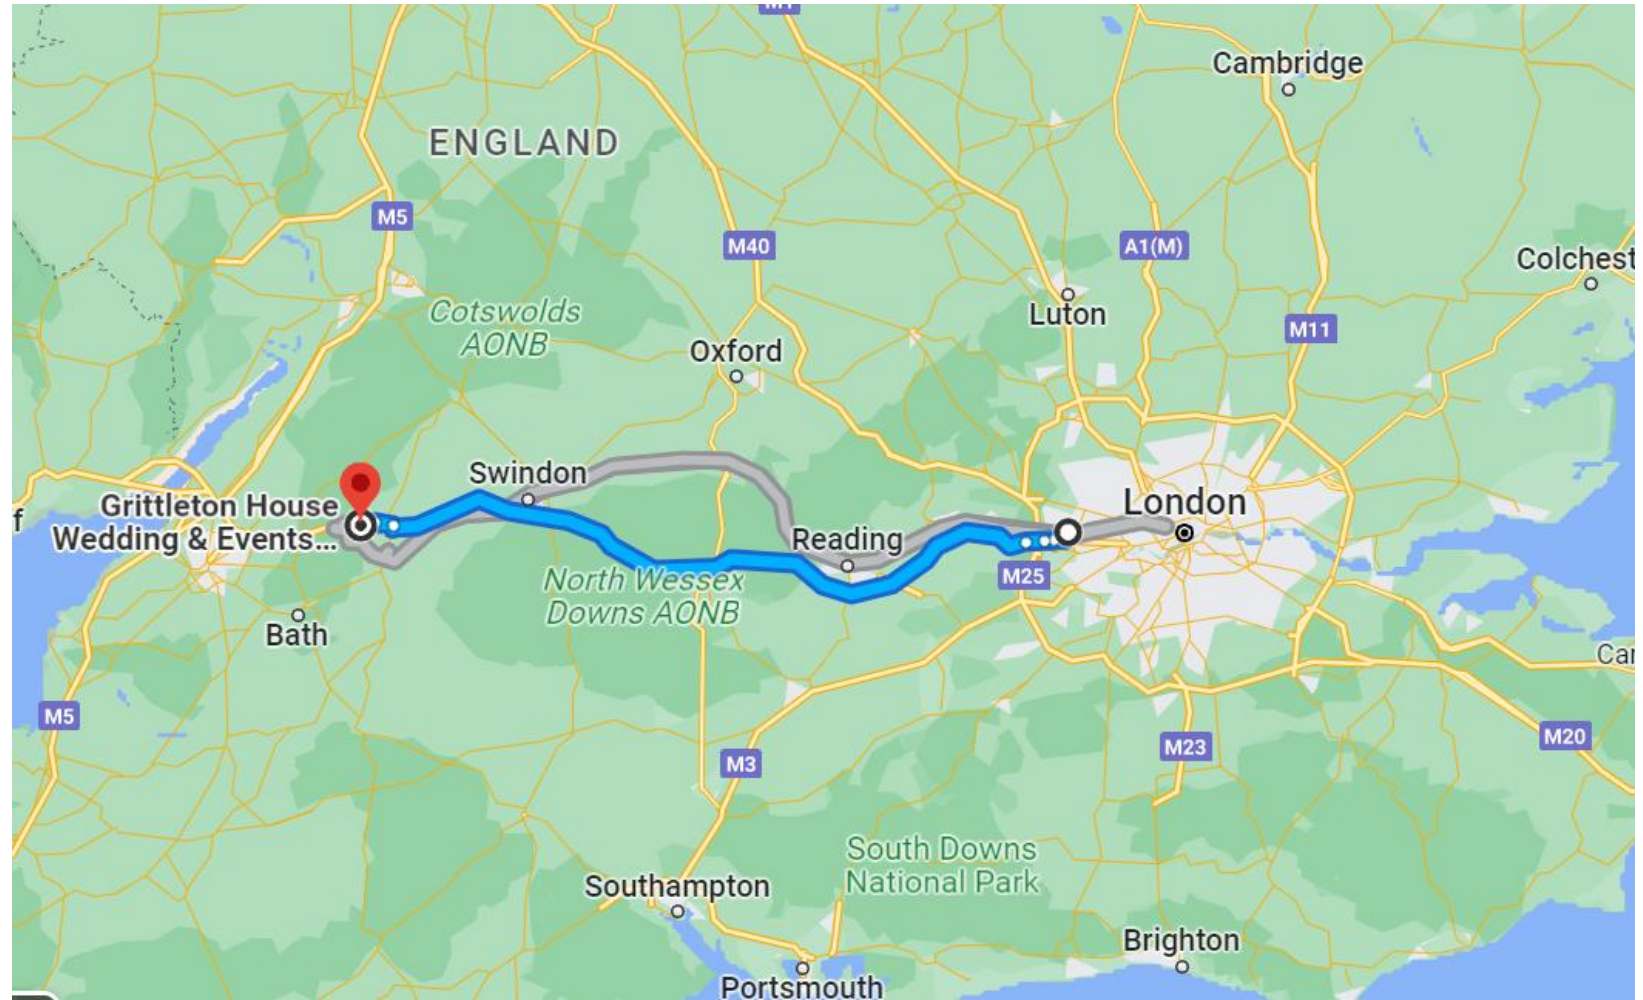 M1
Cambridge
ENGLAND
M5
M40
A1(M)
Colchest
Cotswolds
AONB
Luton
M11
Oxford
Swindon
Grittleton House
Wedding & Events...
London
f
Reading
M25
North Wessex
Downs AONB
Bath
Car
M5
M3
M23
M20
South Downs
National Park
Southampton
Brighton
Portsmouth